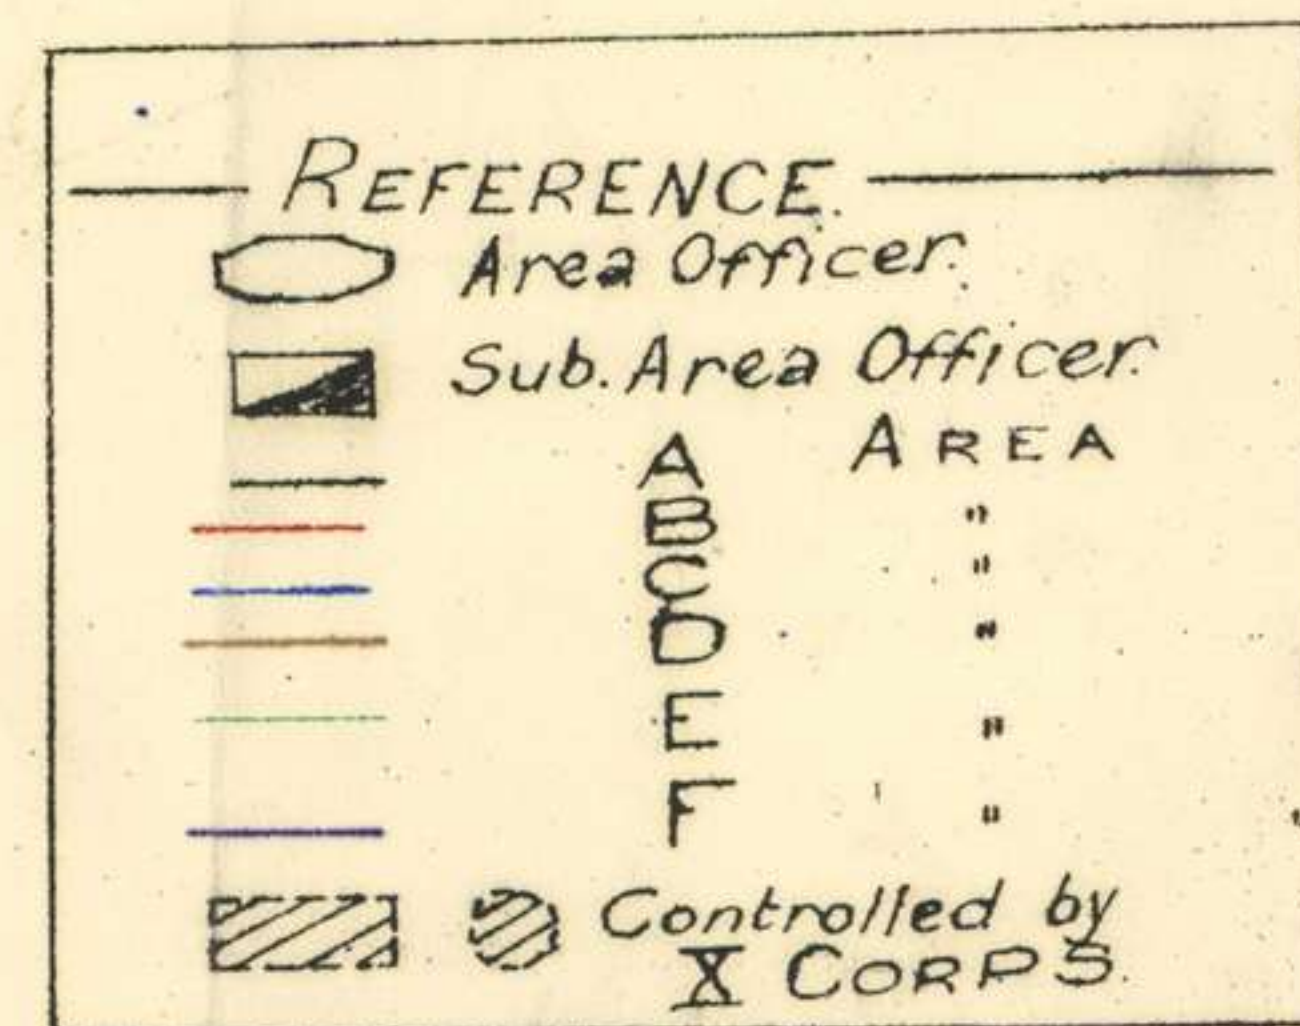 REFERENCE.
Area Officer.
Sub. Area Officer.
A AREA
B "
C "
D "
E "
F "
Controlled by
X CORPS.